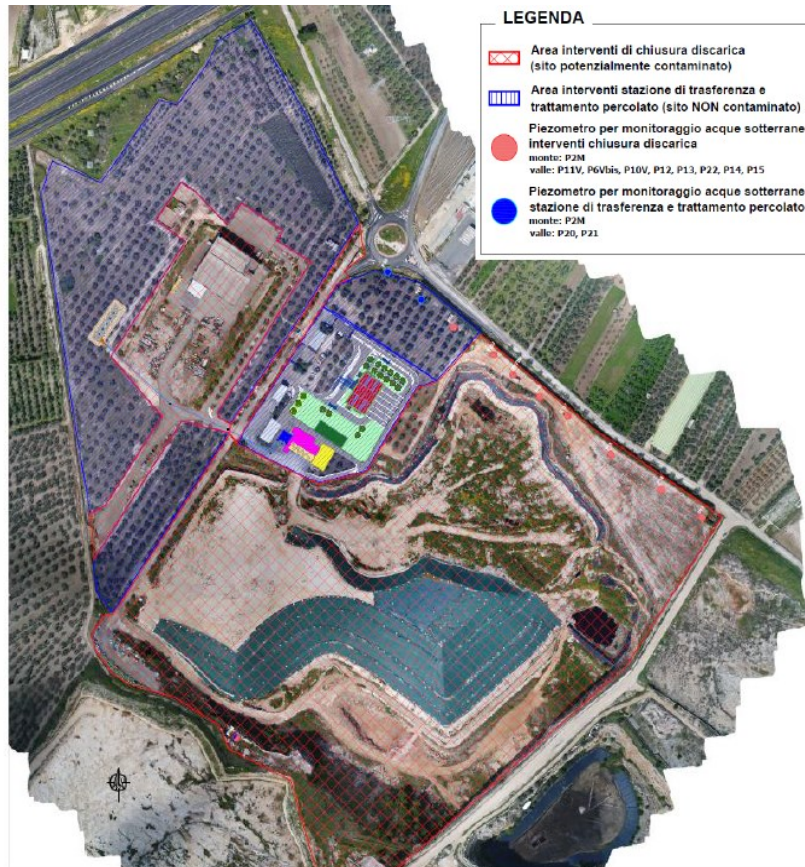 LEGENDA
Area interventi di chiusura discarica
(sito potenzialmente contaminato)
Area interventi stazione di trasferenza e
trattamento percolato (sito NON contaminato)
Piezometro per monitoraggio acque sotterrane
interventi chiusura discarica
monte: P2M
valle: P11V, P6Vbis, P10V, P12, P13, P22, P14, P15
Piezometro per monitoraggio acque sotterrane
stazione di trasferenza e trattamento percolato
monte: P2M
valle: P20, P21